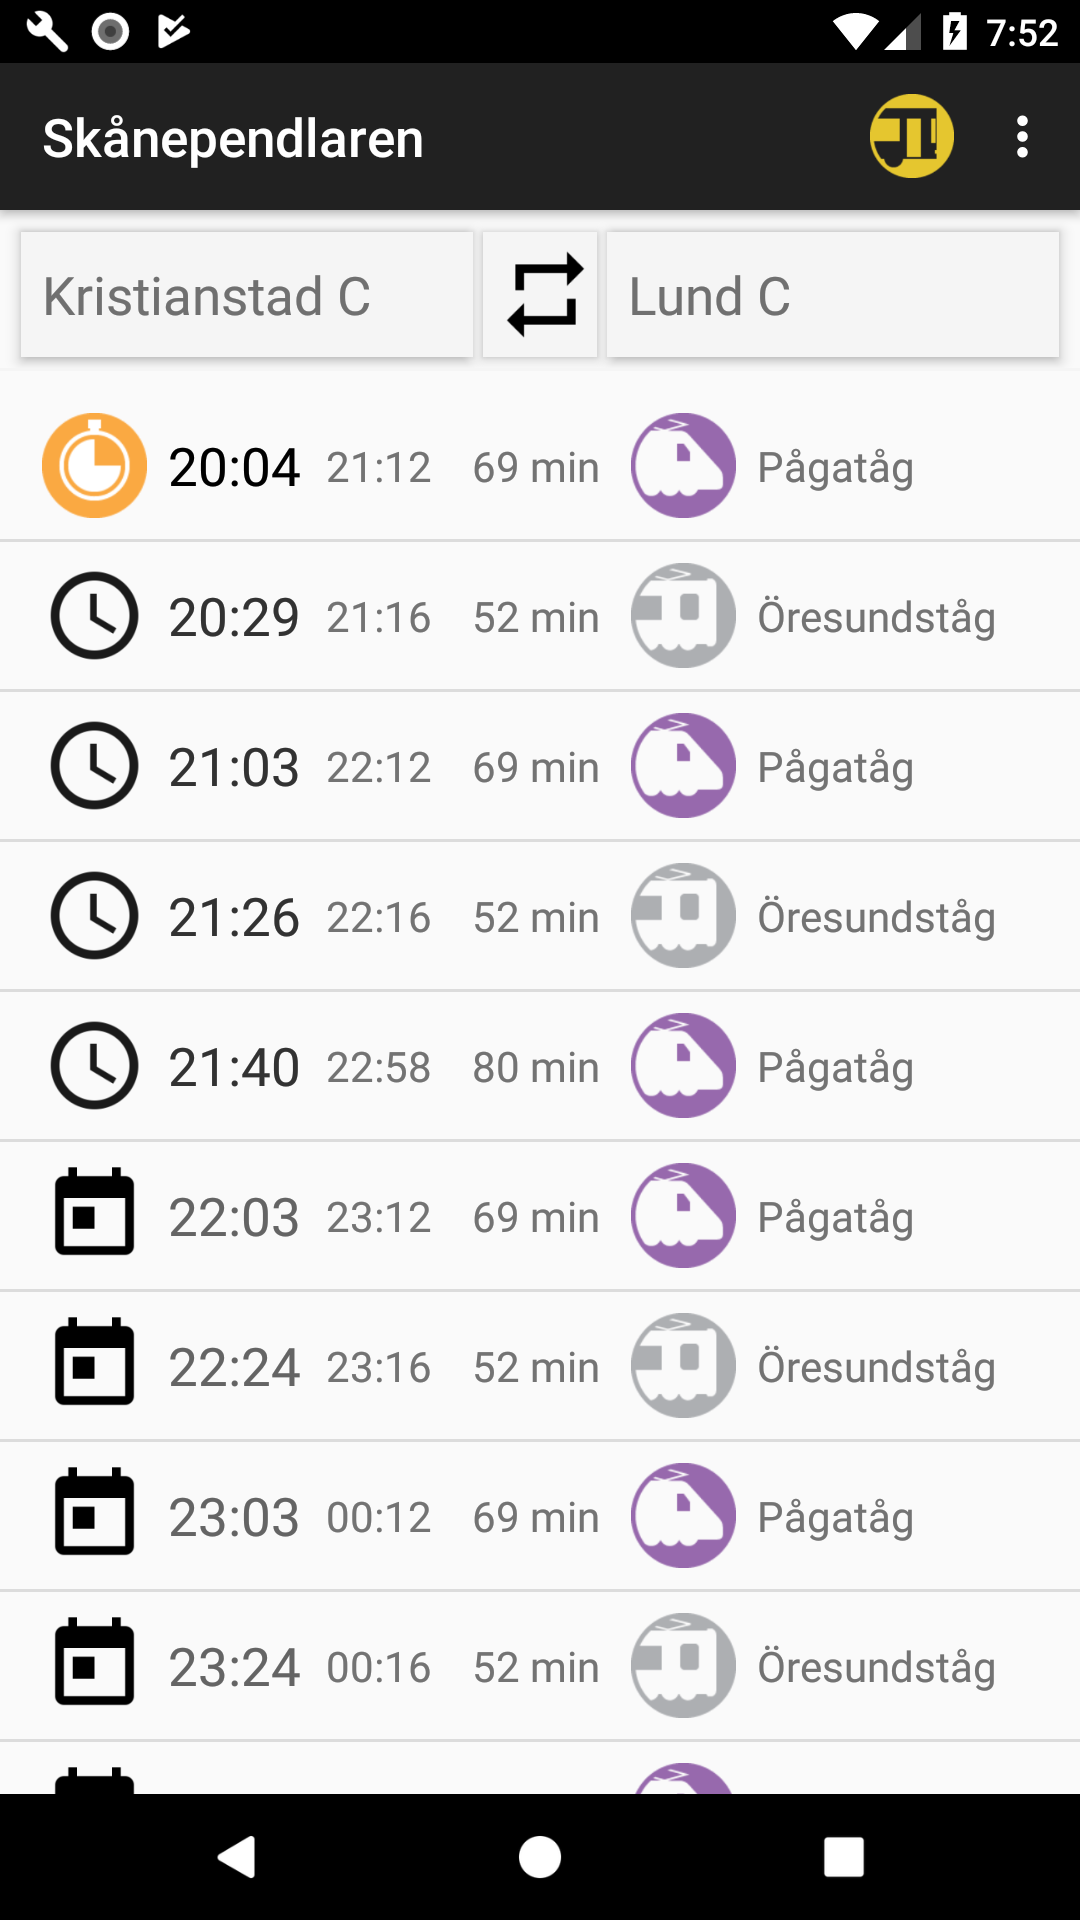 7:52
Skånependlaren
Kristianstad C Lund C
20:04 21:12 69 min Pågatåg
20:29 21:16 52 min Öresundståg
21:03 22:12 69 min Pågatåg
21:26 22:16 52 min Öresundståg
21:40 22:58 80 min Pågatåg
22:03 23:12 69 min Pågatåg
22:24 23:16 52 min Öresundståg
23:03 00:12 69 min Pågatåg
23:24 00:16 52 min Öresundståg